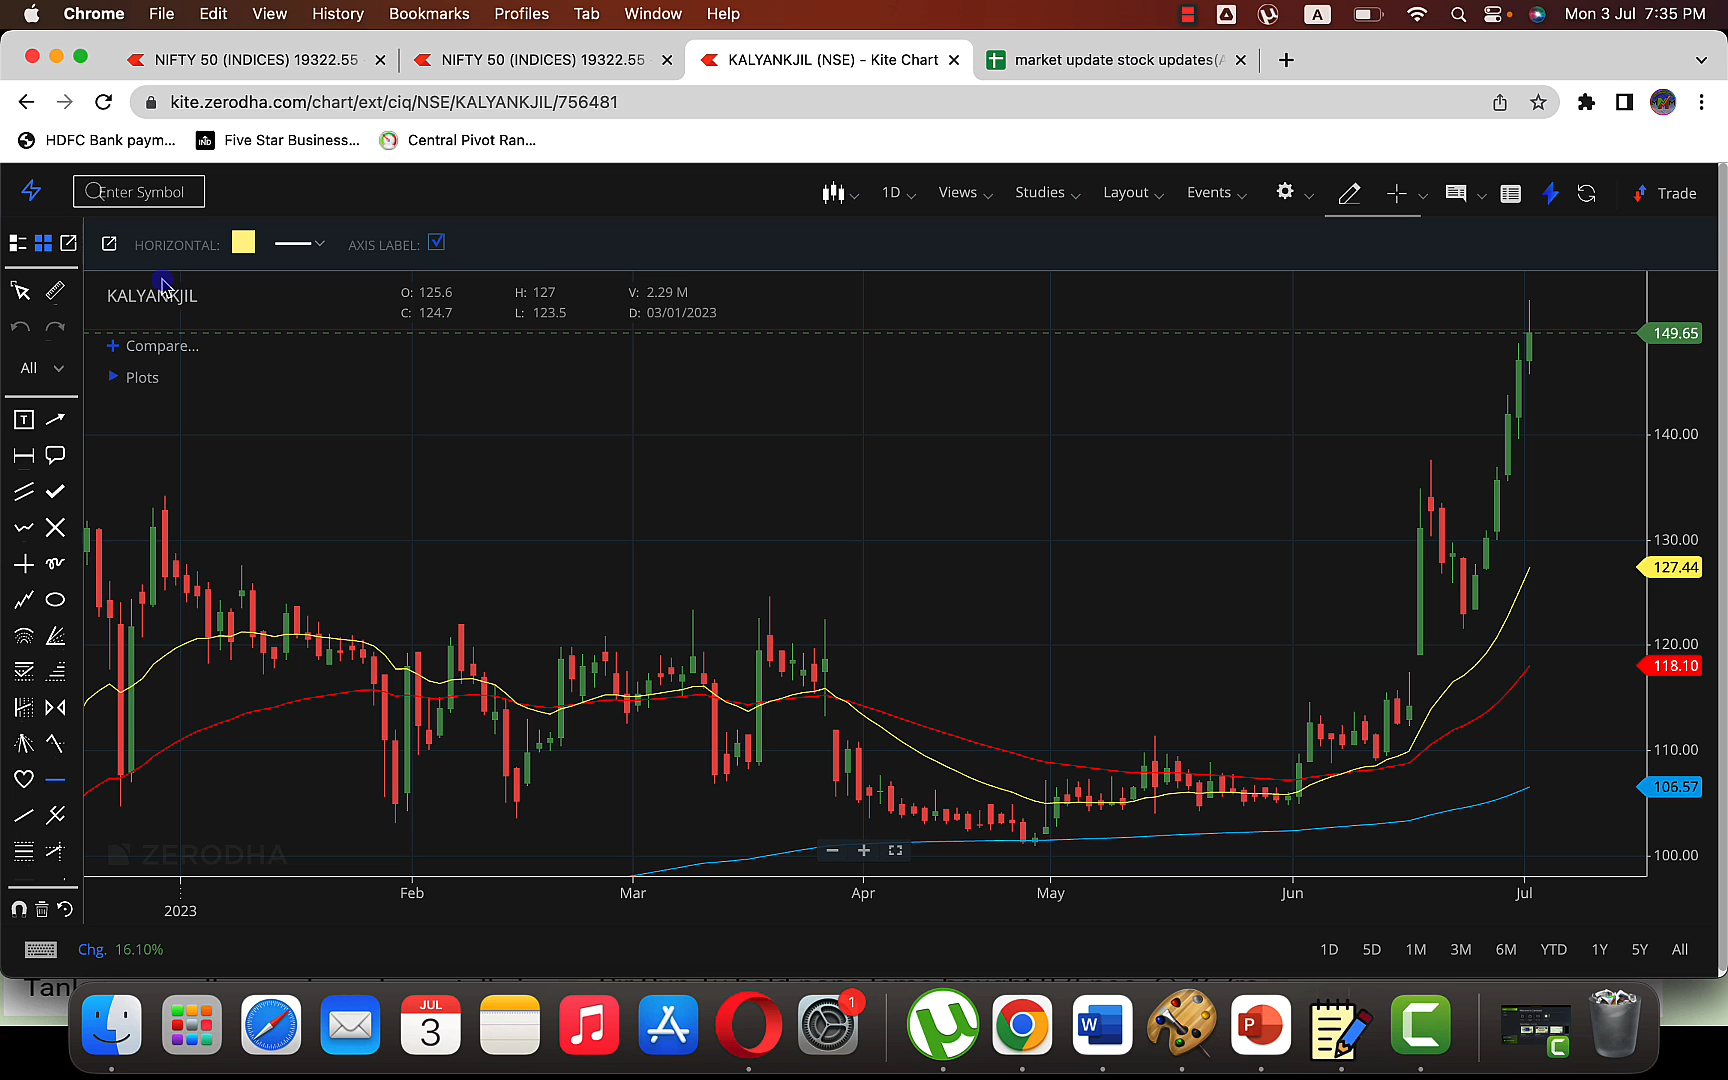 Chrome File Edit View History Bookmarks Profiles Tab Window Help A Mon 3 Jul 7:35 PM
NIFTY 50 (INDICES) 19322.55 NIFTY 50 (INDICES) 19322.55 KALYANKJIL (NSE) - Kite Chart market update stock updates(
kite.zerodha.com/chart/ext/ciq/NSE/KALYANKJIL/756481
HDFC Bank paym... IND Five Star Business... Central Pivot Ran...
Enter Symbol 1D Views Studies Layout Events Trade
HORIZONTAL: AXIS LABEL:
KALYANKJIL O: 125.6 H: 127 V: 2.29 M
C: 124.7 L: 123.5 D: 03/01/2023
149.65
Compare...
All
Plots
T
140.00
130.00
127.44
120.00
118.10
110.00
106.57
ZERODHA
100.00
Feb Mar Apr May Jun Jul
2023
Chg. 16.10% 1D 5D 1M 3M 6M YTD 1Y 5Y All
JUL
3
1
W
P
C
C